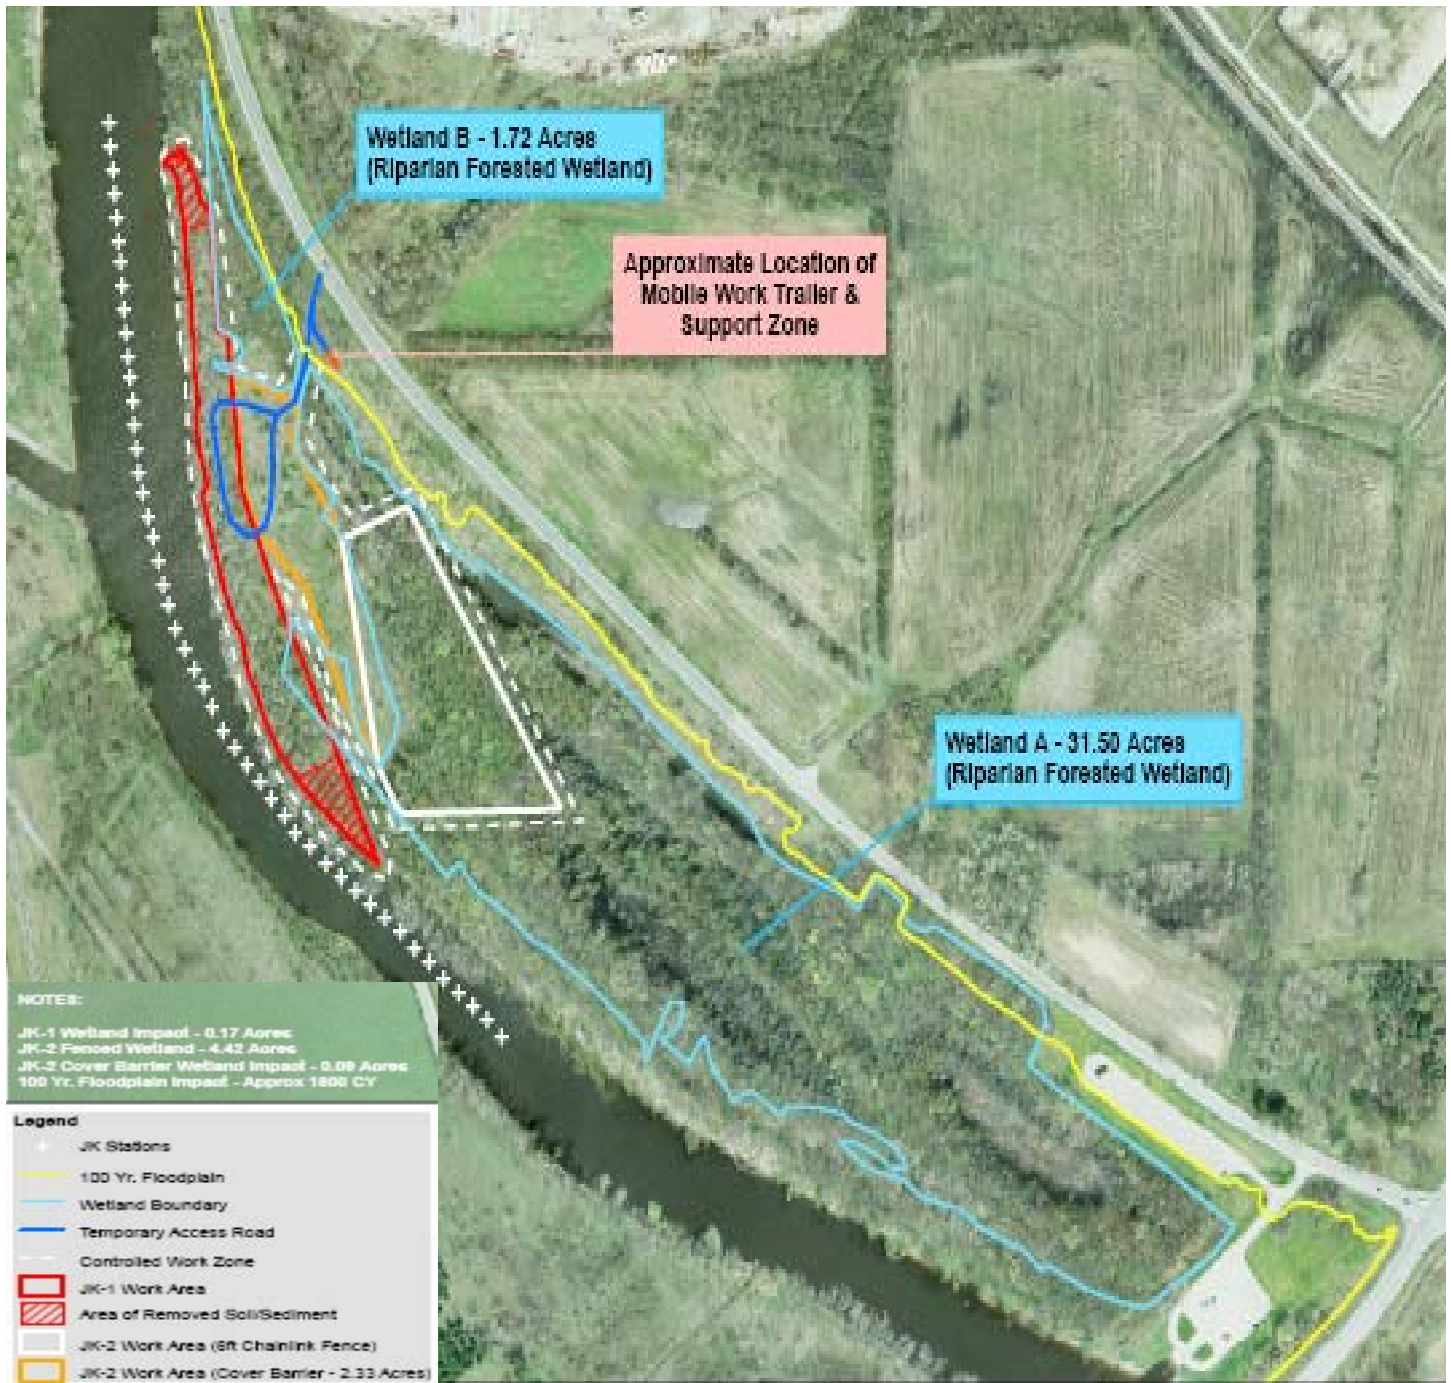 Wetland B - 1.72 Acres
(Riparian Forested Wetland)
Approximate Location of
Mobile Work Trailer &
Support Zone
Wetland A - 31.50 Acres
(Riparian Forested Wetland)
NOTES:
JK-1 Wetland Impact - 0.17 Acres
JK-2 Fenced Wetland - 4.42 Acres
JK-2 Cover Barrier Wetland Impact - 0.09 Acres
100 Yr. Floodplain Impact - Approx 1800 CY
Legend
JK Stations
100 Yr. Floodplain
Wetland Boundary
Temporary Access Road
Controlled Work Zone
JK-1 Work Area
Area of Removed Soil/Sediment
JK-2 Work Area (6ft Chainlink Fence)
JK-2 Work Area (Cover Barrier - 2.33 Acres)